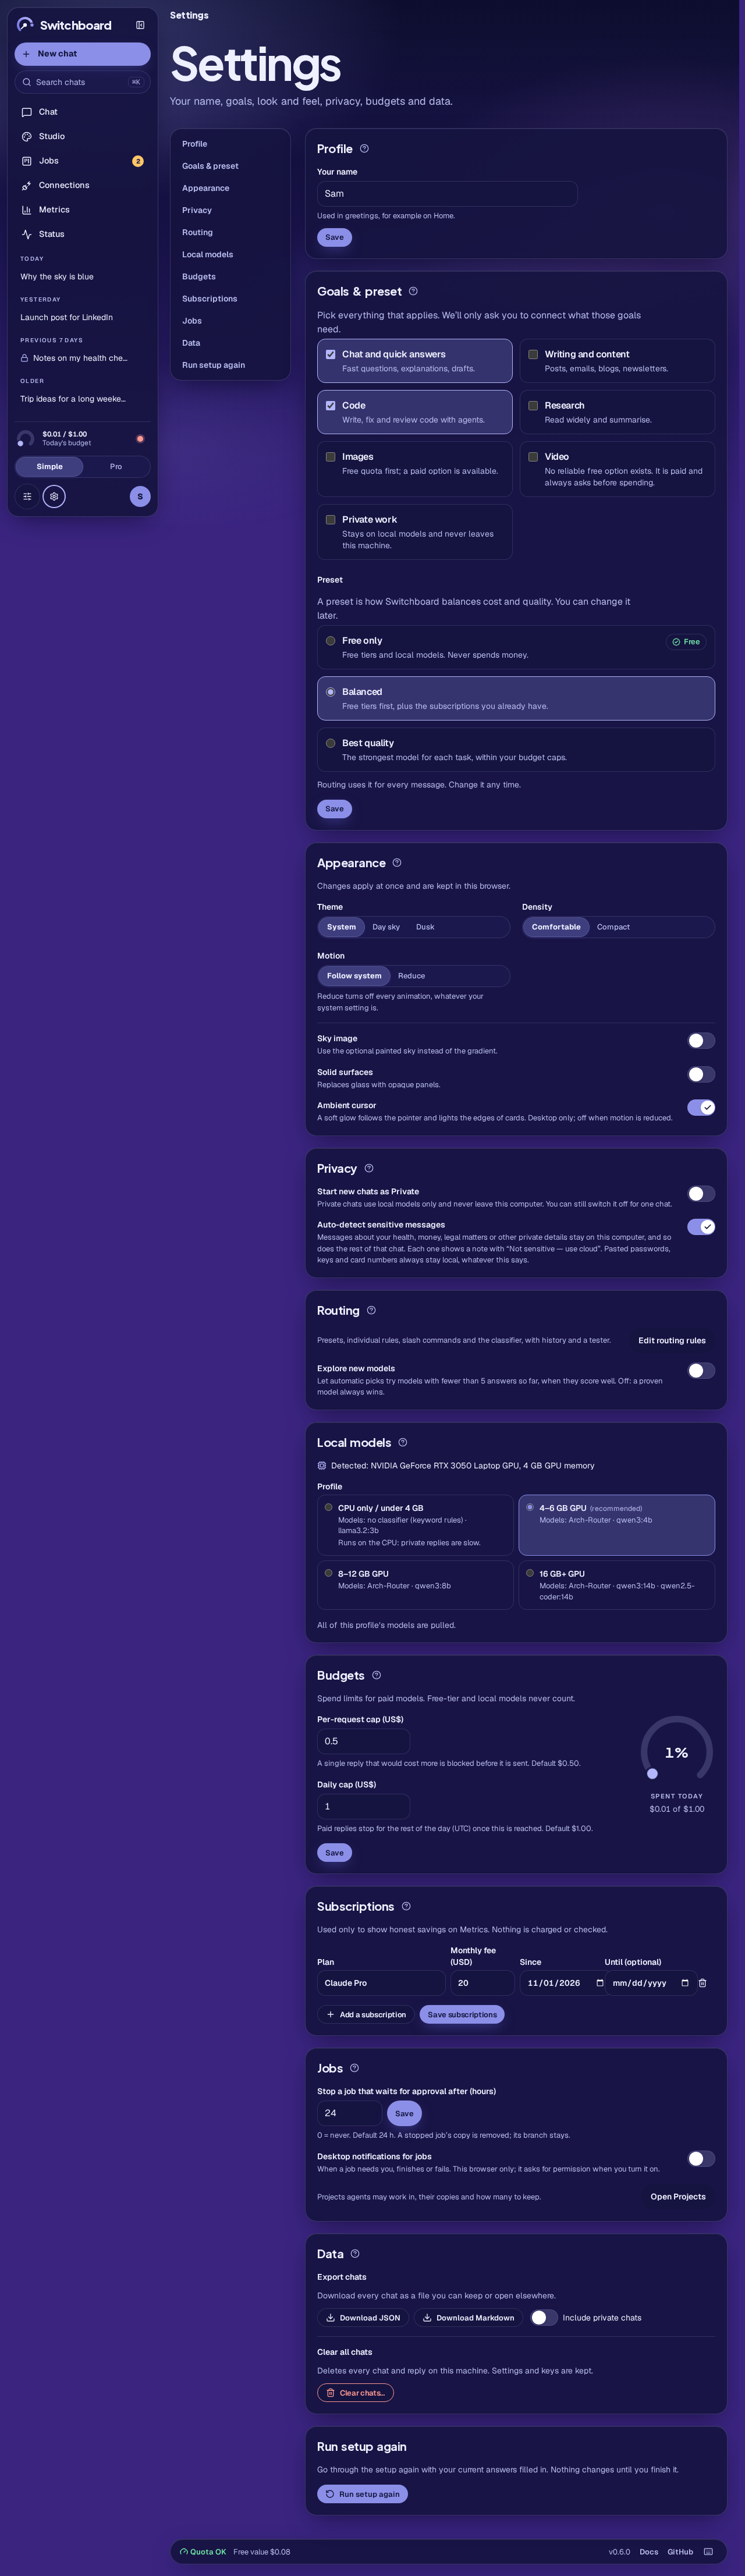 Switchboard
New chat
Search chats
⌘K
Chat
Studio
Jobs
2
Connections
Metrics
Status
TODAY
Why the sky is blue
YESTERDAY
Launch post for LinkedIn
PREVIOUS 7 DAYS
Notes on my health che…
OLDER
Trip ideas for a long weeke…
$0.01 / $1.00
Today's budget
Simple
Pro
S
Settings
Settings
Your name, goals, look and feel, privacy, budgets and data.
Profile
Goals & preset
Appearance
Privacy
Routing
Local models
Budgets
Subscriptions
Jobs
Data
Run setup again
Profile
Your name
Sam
Used in greetings, for example on Home.
Save
Goals & preset
Pick everything that applies. We'll only ask you to connect what those goals
need.
Chat and quick answers
Fast questions, explanations, drafts.
Writing and content
Posts, emails, blogs, newsletters.
Code
Write, fix and review code with agents.
Research
Read widely and summarise.
Images
Free quota first; a paid option is available.
Video
No reliable free option exists. It is paid and
always asks before spending.
Private work
Stays on local models and never leaves
this machine.
Preset
A preset is how Switchboard balances cost and quality. You can change it
later.
Free only
Free tiers and local models. Never spends money.
Free
Balanced
Free tiers first, plus the subscriptions you already have.
Best quality
The strongest model for each task, within your budget caps.
Routing uses it for every message. Change it any time.
Save
Appearance
Changes apply at once and are kept in this browser.
Theme
System
Day sky
Dusk
Density
Comfortable
Compact
Motion
Follow system
Reduce
Reduce turns off every animation, whatever your
system setting is.
Sky image
Use the optional painted sky instead of the gradient.
Solid surfaces
Replaces glass with opaque panels.
Ambient cursor
A soft glow follows the pointer and lights the edges of cards. Desktop only; off when motion is reduced.
Privacy
Start new chats as Private
Private chats use local models only and never leave this computer. You can still switch it off for one chat.
Auto-detect sensitive messages
Messages about your health, money, legal matters or other private details stay on this computer, and so
does the rest of that chat. Each one shows a note with “Not sensitive — use cloud”. Pasted passwords,
keys and card numbers always stay local, whatever this says.
Routing
Presets, individual rules, slash commands and the classifier, with history and a tester.
Edit routing rules
Explore new models
Let automatic picks try models with fewer than 5 answers so far, when they score well. Off: a proven
model always wins.
Local models
Detected: NVIDIA GeForce RTX 3050 Laptop GPU, 4 GB GPU memory
Profile
CPU only / under 4 GB
Models: no classifier (keyword rules) ·
llama3.2:3b
Runs on the CPU: private replies are slow.
4–6 GB GPU (recommended)
Models: Arch-Router · qwen3:4b
8–12 GB GPU
Models: Arch-Router · qwen3:8b
16 GB+ GPU
Models: Arch-Router · qwen3:14b · qwen2.5-
coder:14b
All of this profile's models are pulled.
Budgets
Spend limits for paid models. Free-tier and local models never count.
Per-request cap (US$)
0.5
A single reply that would cost more is blocked before it is sent. Default $0.50.
Daily cap (US$)
1
Paid replies stop for the rest of the day (UTC) once this is reached. Default $1.00.
Save
1%
SPENT TODAY
$0.01 of $1.00
Subscriptions
Used only to show honest savings on Metrics. Nothing is charged or checked.
Plan
Monthly fee
(USD)
Since
Until (optional)
Claude Pro
20
11/01/2026
mm/dd/yyyy
Add a subscription
Save subscriptions
Jobs
Stop a job that waits for approval after (hours)
24
Save
0 = never. Default 24 h. A stopped job's copy is removed; its branch stays.
Desktop notifications for jobs
When a job needs you, finishes or fails. This browser only; it asks for permission when you turn it on.
Projects agents may work in, their copies and how many to keep.
Open Projects
Data
Export chats
Download every chat as a file you can keep or open elsewhere.
Download JSON
Download Markdown
Include private chats
Clear all chats
Deletes every chat and reply on this machine. Settings and keys are kept.
Clear chats…
Run setup again
Go through the setup again with your current answers filled in. Nothing changes until you finish it.
Run setup again
Quota OK
Free value $0.08
v0.6.0
Docs
GitHub